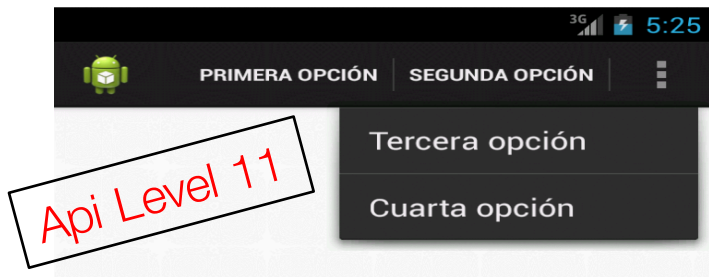 3G 5:25
PRIMERA OPCIÓN SEGUNDA OPCIÓN
Tercera opción
Cuarta opción
Api Level 11